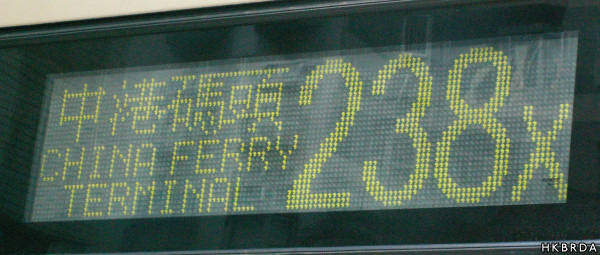 中港碼頭
CHINA FERRY
TERMINAL
238X
HKBRDA